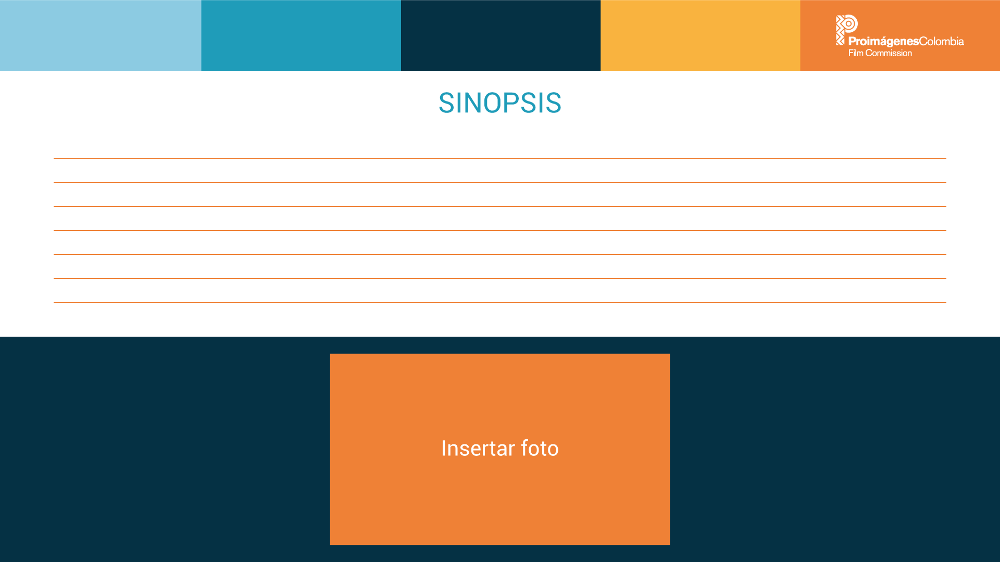 ProimágenesColombia
Film Commission
SINOPSIS
Insertar foto